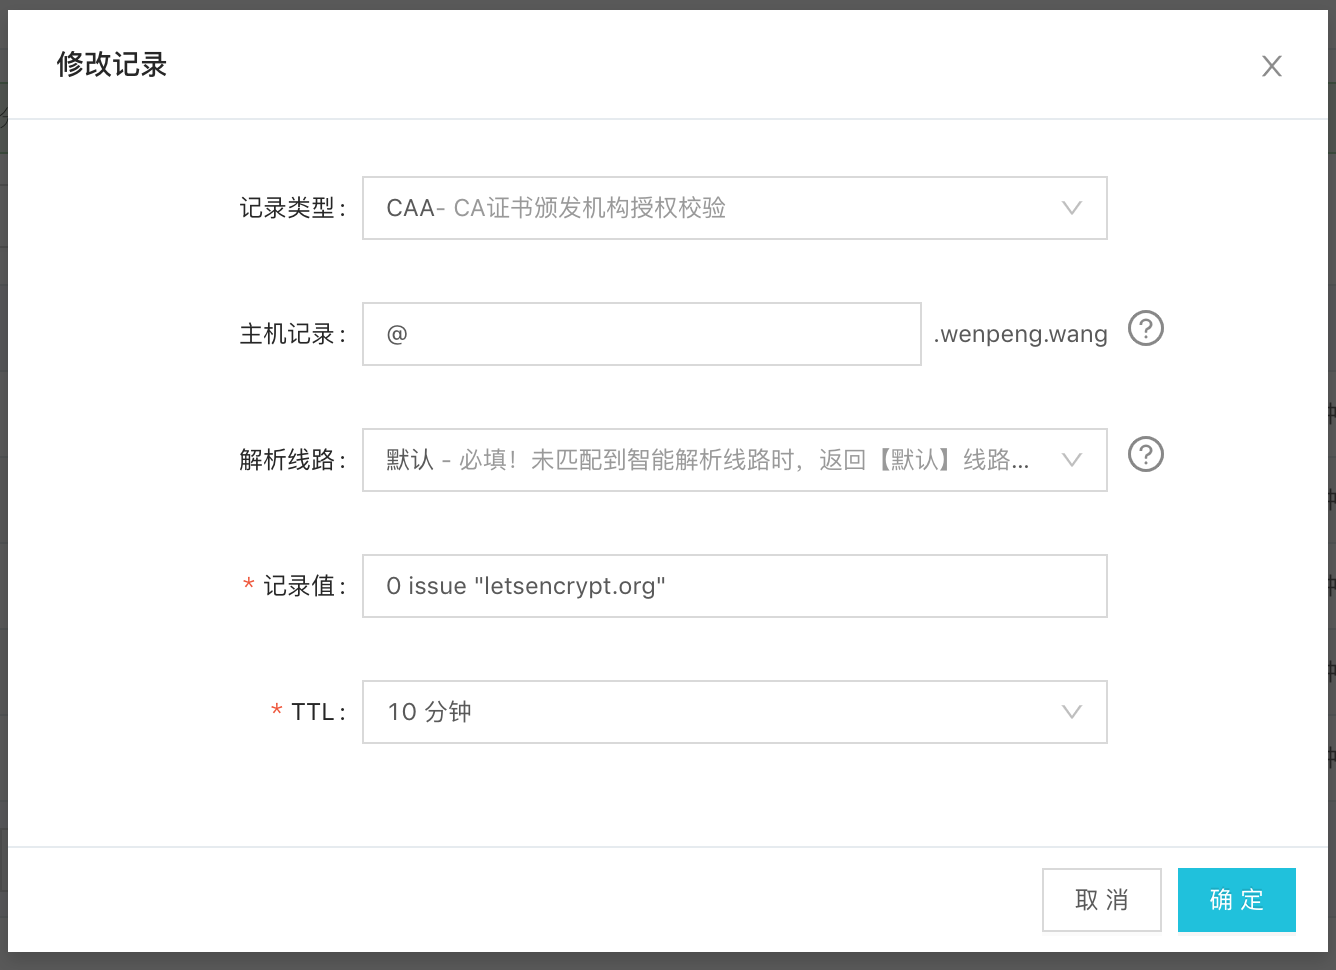 修改记录
记录类型: CAA- CA证书颁发机构授权校验
主机记录: @ .wenpeng.wang
解析线路: 默认 - 必填！未匹配到智能解析线路时，返回【默认】线路...
* 记录值: 0 issue "letsencrypt.org"
* TTL: 10 分钟
取 消 确 定